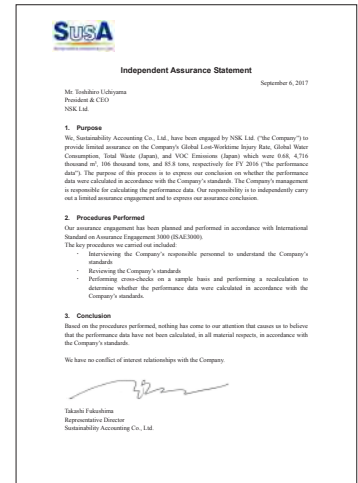 SusA
Independent Assurance Statement
September 6, 2017
Mr. Toshihiro Uchiyama
President & CEO
NSK Ltd.
1. Purpose
We, Sustainability Accounting Co., Ltd., have been engaged by NSK Ltd. ("the Company") to
provide limited assurance on the Company's Global Lost-Worktime Injury Rate, Global Water
Consumption, Total Waste (Japan), and VOC Emissions (Japan) which were 0.68, 4,716
thousand m³, 106 thousand tons, and 85.8 tons, respectively for FY 2016 ("the performance
data"). The purpose of this process is to express our conclusion on whether the performance
data were calculated in accordance with the Company's standards. The Company's management
is responsible for calculating the performance data. Our responsibility is to independently carry
out a limited assurance engagement and to express our assurance conclusion.
2. Procedures Performed
Our assurance engagement has been planned and performed in accordance with International
Standard on Assurance Engagement 3000 (ISAE3000).
The key procedures we carried out included:
· Interviewing the Company's responsible personnel to understand the Company's
standards
· Reviewing the Company's standards
· Performing cross-checks on a sample basis and performing a recalculation to
determine whether the performance data were calculated in accordance with the
Company's standards.
3. Conclusion
Based on the procedures performed, nothing has come to our attention that causes us to believe
that the performance data have not been calculated, in all material respects, in accordance with
the Company's standards.
We have no conflict of interest relationships with the Company.
Takashi Fukushima
Representative Director
Sustainability Accounting Co., Ltd.